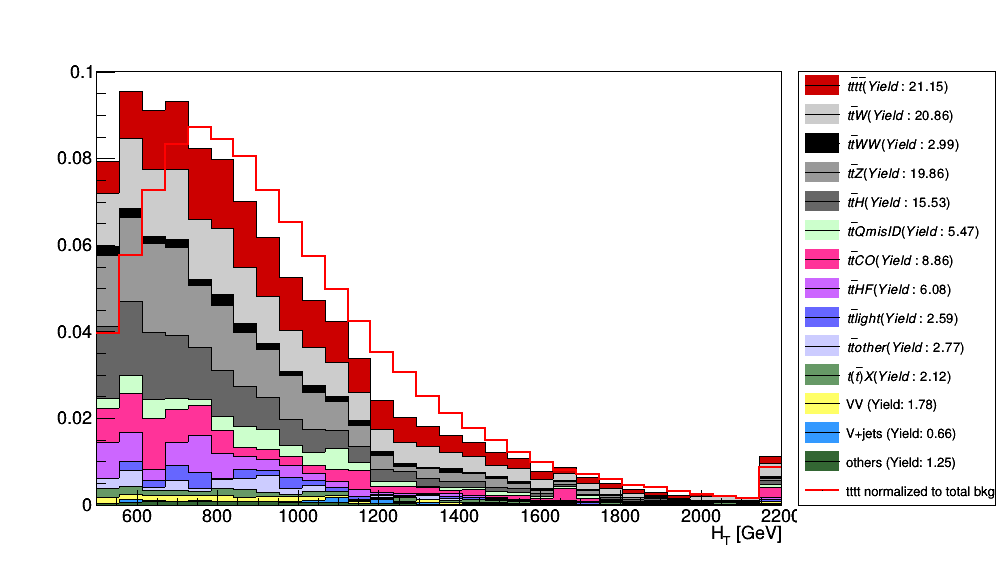 0.1
0.08
0.06
0.04
0.02
0
600 800 1000 1200 1400 1600 1800 2000 2200
H_T [GeV]
tt̄tt̄(Yield : 21.15)
tt̄W(Yield : 20.86)
tt̄WW(Yield : 2.99)
tt̄Z(Yield : 19.86)
tt̄H(Yield : 15.53)
tt̄QmisID(Yield : 5.47)
tt̄CO(Yield : 8.86)
tt̄HF(Yield : 6.08)
tt̄light(Yield : 2.59)
tt̄other(Yield : 2.77)
t(t̄)X(Yield : 2.12)
VV (Yield: 1.78)
V+jets (Yield: 0.66)
others (Yield: 1.25)
tttt normalized to total bkg